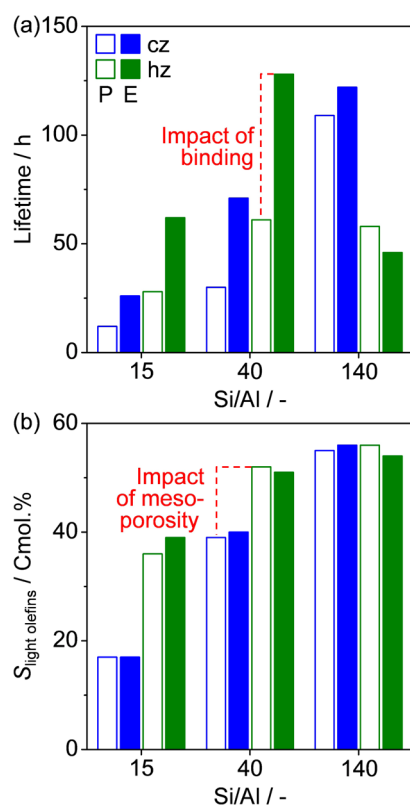 (a)
150
100
50
0
Lifetime / h
cz
hz
P E
Impact of
binding
15 40 140
Si/Al / -
(b)
60
40
20
0
S light olefins / Cmol.%
Impact
of meso-
porosity
15 40 140
Si/Al / -